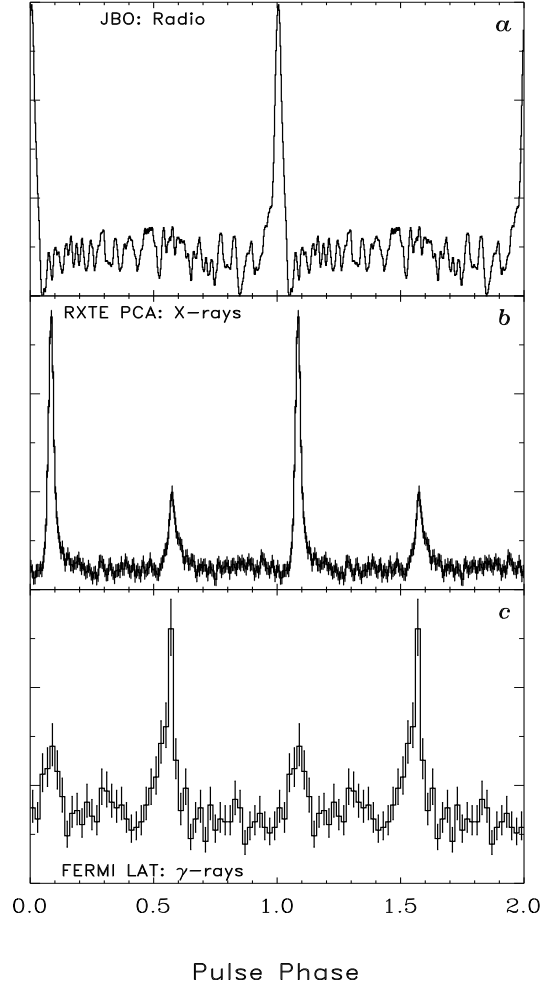 JBO: Radio
a
RXTE PCA: X-rays
b
c
FERMI LAT: γ-rays
0.0 0.5 1.0 1.5 2.0
Pulse Phase